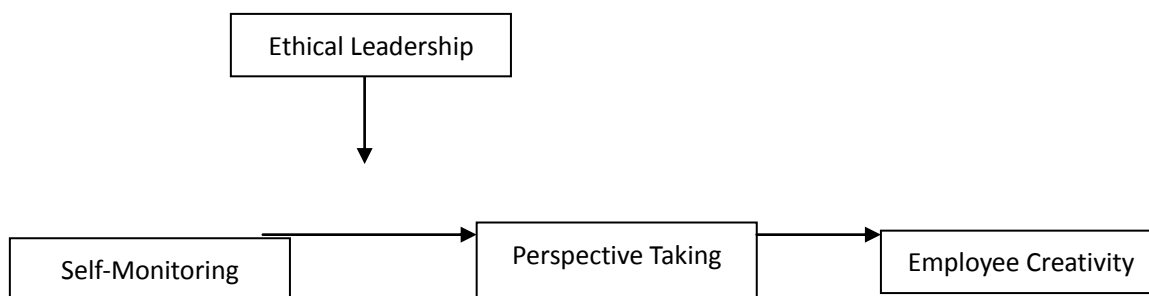 Ethical Leadership
Self-Monitoring
Perspective Taking
Employee Creativity